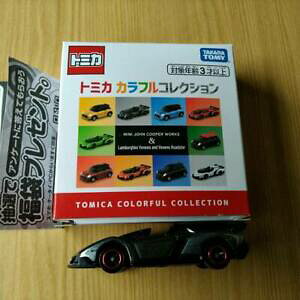 トミカ
TAKARA TOMY
対象年齢3才以上
トミカ カラフルコレクション
MINI JOHN COOPER WORKS
&
Lamborghini Veneno and Veneno Roadster
TOMICA COLORFUL COLLECTION
抽選で
アンケートに答えてもらおう
福袋プレゼント